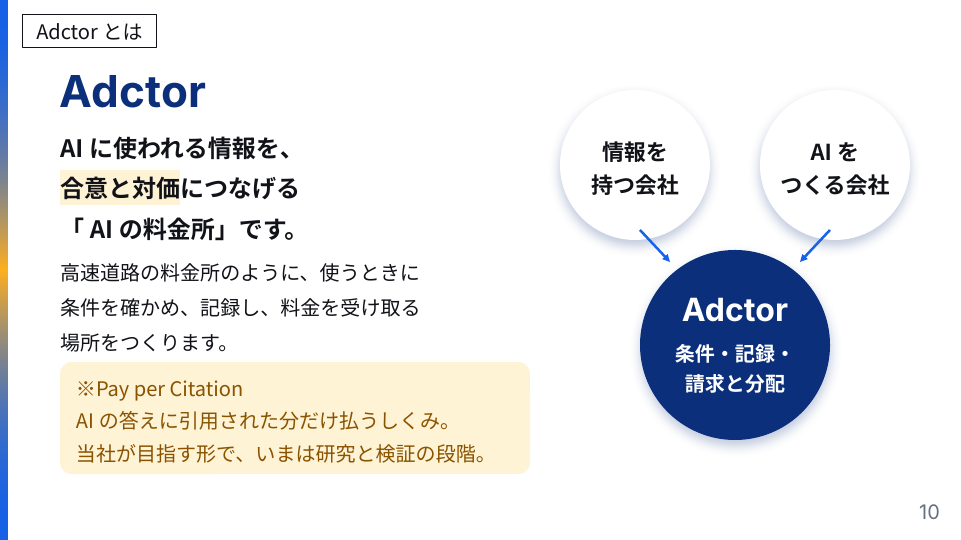 Adctor とは
Adctor
AI に使われる情報を、
合意と対価につなげる
「 AI の料金所」です。
高速道路の料金所のように、使うときに
条件を確かめ、記録し、料金を受け取る
場所をつくります。
※Pay per Citation
AI の答えに引用された分だけ払うしくみ。
当社が目指す形で、いまは研究と検証の段階。
情報を
持つ会社
AI を
つくる会社
Adctor
条件・記録・
請求と分配
10